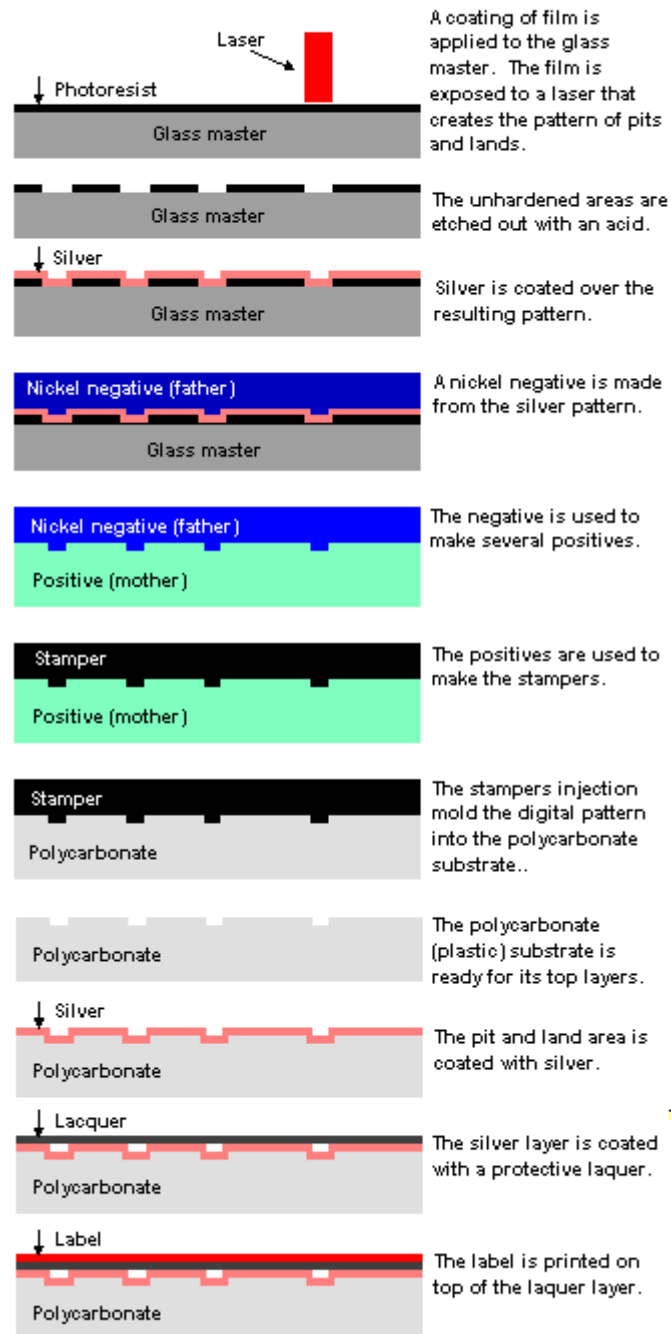 A coating of film is
applied to the glass
master. The film is
exposed to a laser that
creates the pattern of pits
and lands.
Laser
Photoresist
Glass master
Glass master
The unhardened areas are
etched out with an acid.
Silver
Glass master
Silver is coated over the
resulting pattern.
Nickel negative (father)
Glass master
A nickel negative is made
from the silver pattern.
Nickel negative (father)
Positive (mother)
The negative is used to
make several positives.
Stamper
Positive (mother)
The positives are used to
make the stampers.
Stamper
Polycarbonate
The stampers injection
mold the digital pattern
into the polycarbonate
substrate..
Polycarbonate
The polycarbonate
(plastic) substrate is
ready for its top layers.
Silver
Polycarbonate
The pit and land area is
coated with silver.
Lacquer
Polycarbonate
The silver layer is coated
with a protective laquer.
Label
Polycarbonate
The label is printed on
top of the laquer layer.